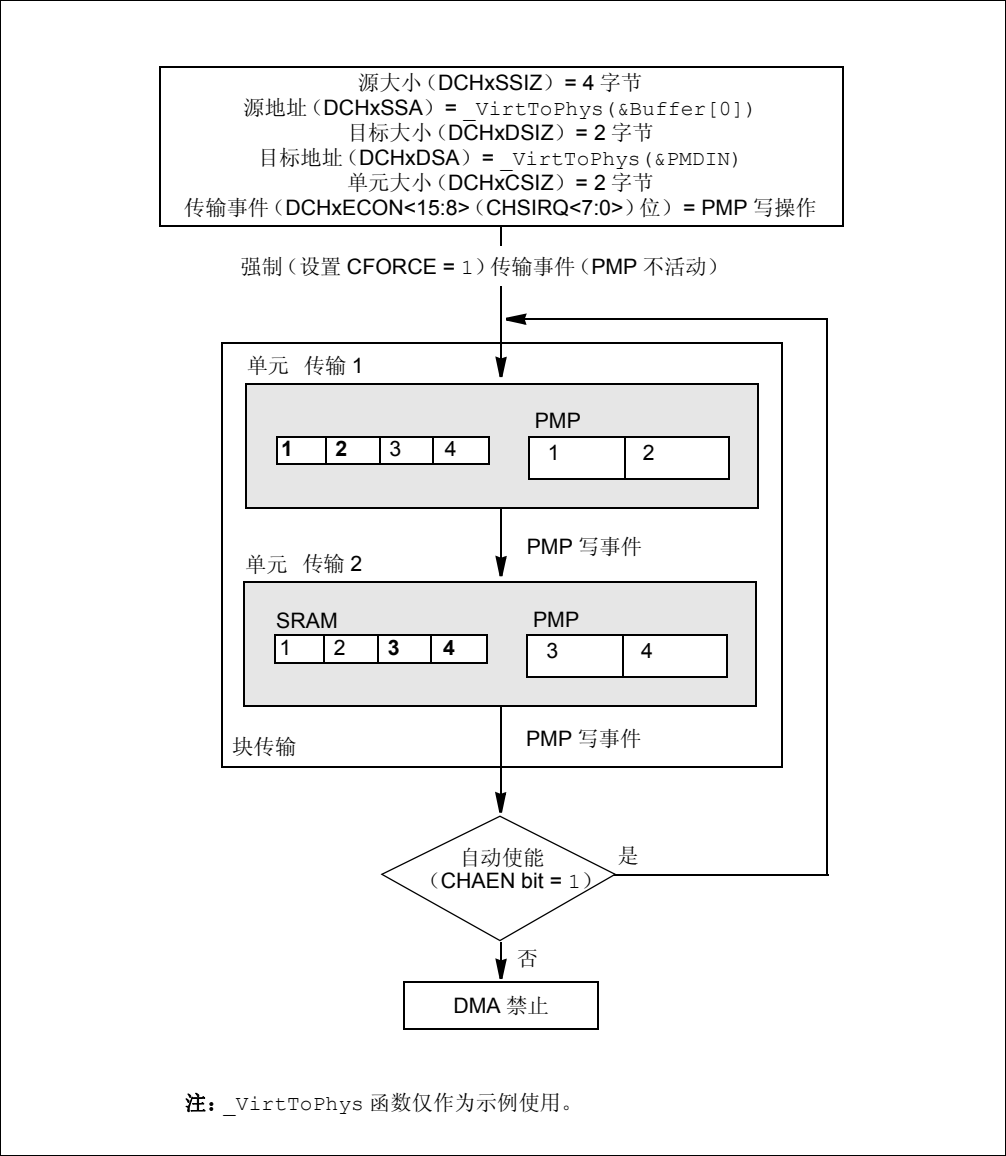 源大小（DCHxSSIZ）= 4 字节
源地址（DCHxSSA）= _VirtToPhys(&Buffer[0])
目标大小（DCHxDSIZ）= 2 字节
目标地址（DCHxDSA）= _VirtToPhys(&PMDIN)
单元大小（DCHxCSIZ）= 2 字节
传输事件（DCHxECON<15:8>（CHSIRQ<7:0>）位）= PMP 写操作
强制（设置 CFORCE = 1）传输事件（PMP 不活动）
单元 传输 1
PMP
1 2 3 4
1 2
PMP 写事件
单元 传输 2
SRAM
PMP
1 2 3 4
3 4
PMP 写事件
块传输
自动使能
（CHAEN bit = 1）
是
否
DMA 禁止
注：_VirtToPhys 函数仅作为示例使用。